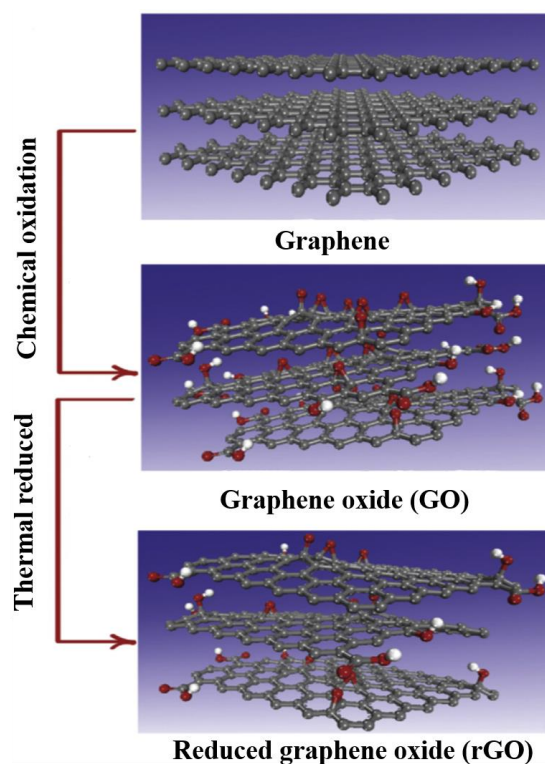 Graphene
Chemical oxidation
Graphene oxide (GO)
Thermal reduced
Reduced graphene oxide (rGO)